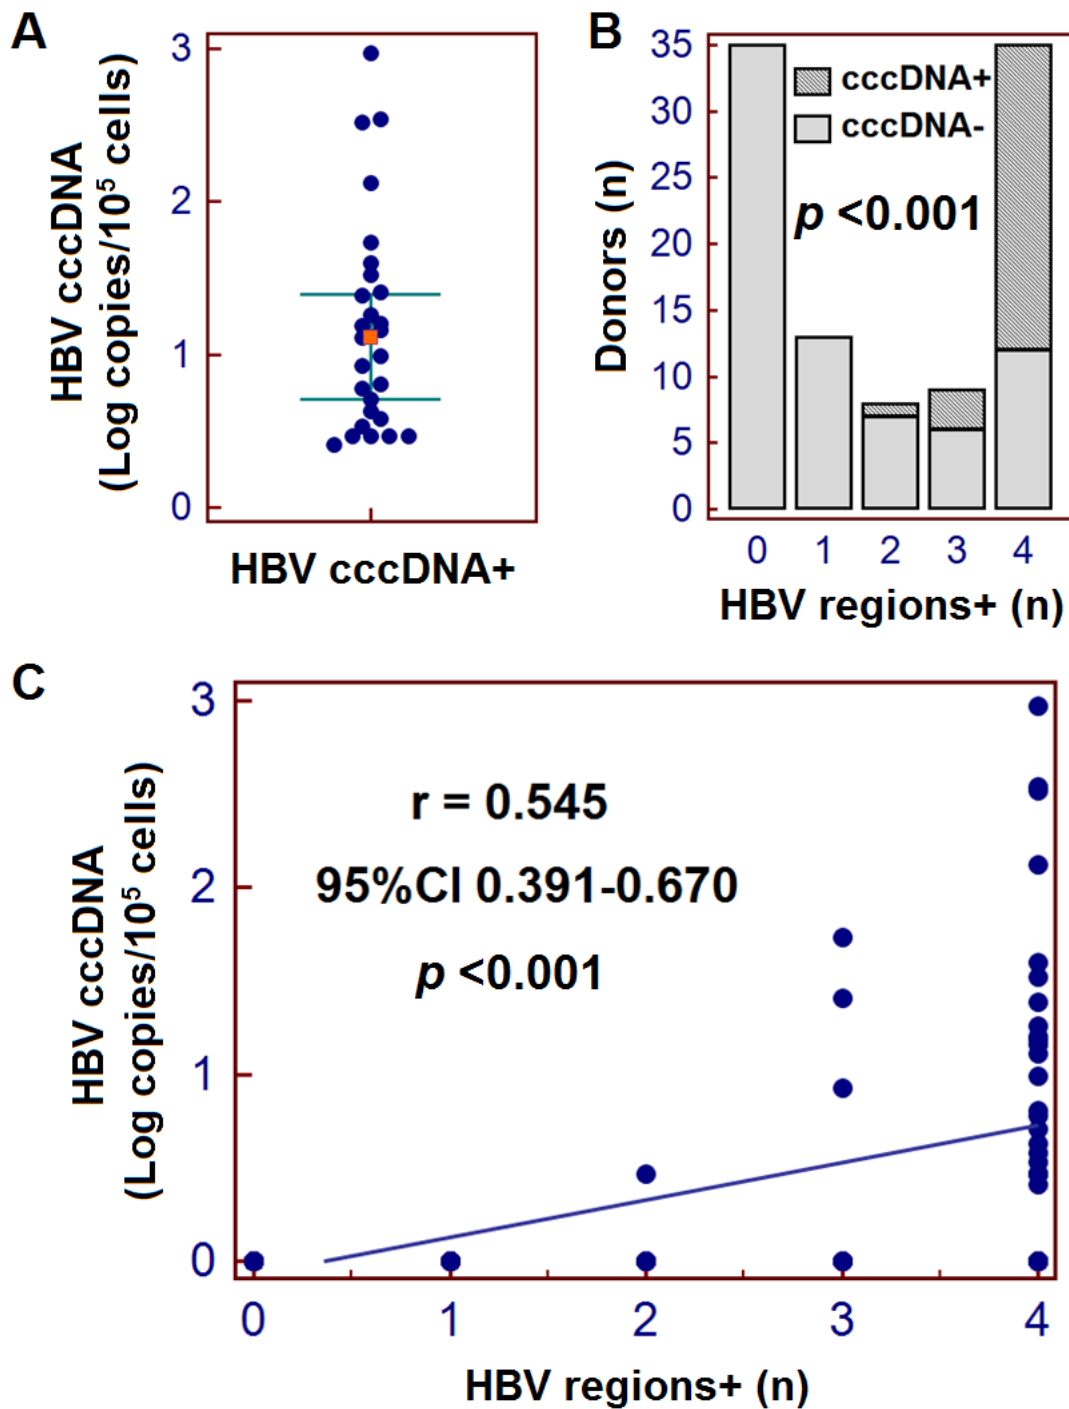 A
HBV cccDNA
(Log copies/10⁵ cells)
3
2
1
0
HBV cccDNA+
B
Donors (n)
35
30
25
20
15
10
5
0
cccDNA+
cccDNA-
p <0.001
0 1 2 3 4
HBV regions+ (n)
C
HBV cccDNA
(Log copies/10⁵ cells)
3
2
1
0
r = 0.545
95%CI 0.391-0.670
p <0.001
0 1 2 3 4
HBV regions+ (n)